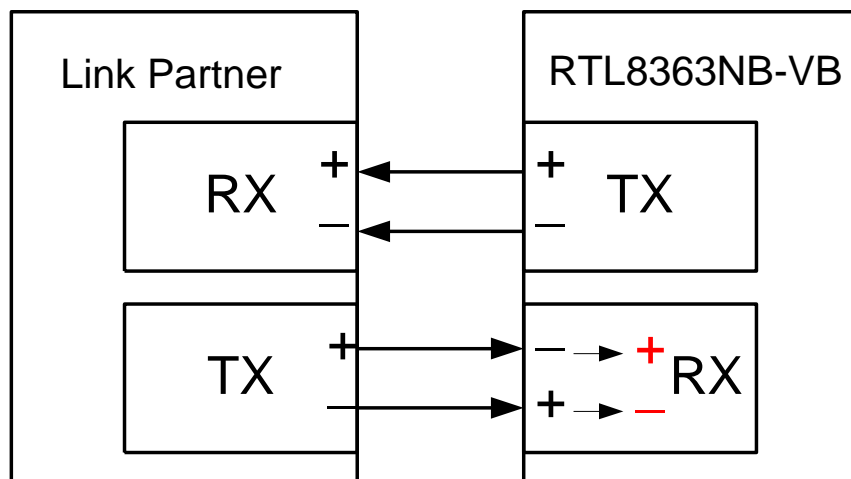 Link Partner
RTL8363NB-VB
RX + + TX
− −
TX + − + RX
− + −